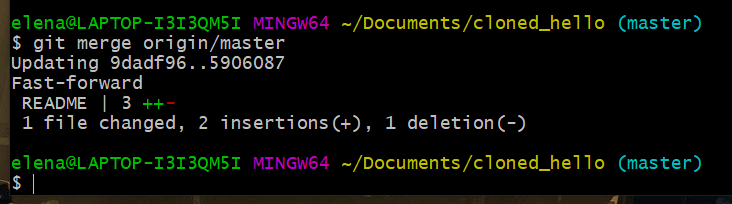 elena@LAPTOP-I3I3QM5I MINGW64 ~/Documents/cloned_hello (master)
$ git merge origin/master
Updating 9dadf96..5906087
Fast-forward
 README | 3 ++-
 1 file changed, 2 insertions(+), 1 deletion(-)
elena@LAPTOP-I3I3QM5I MINGW64 ~/Documents/cloned_hello (master)
$